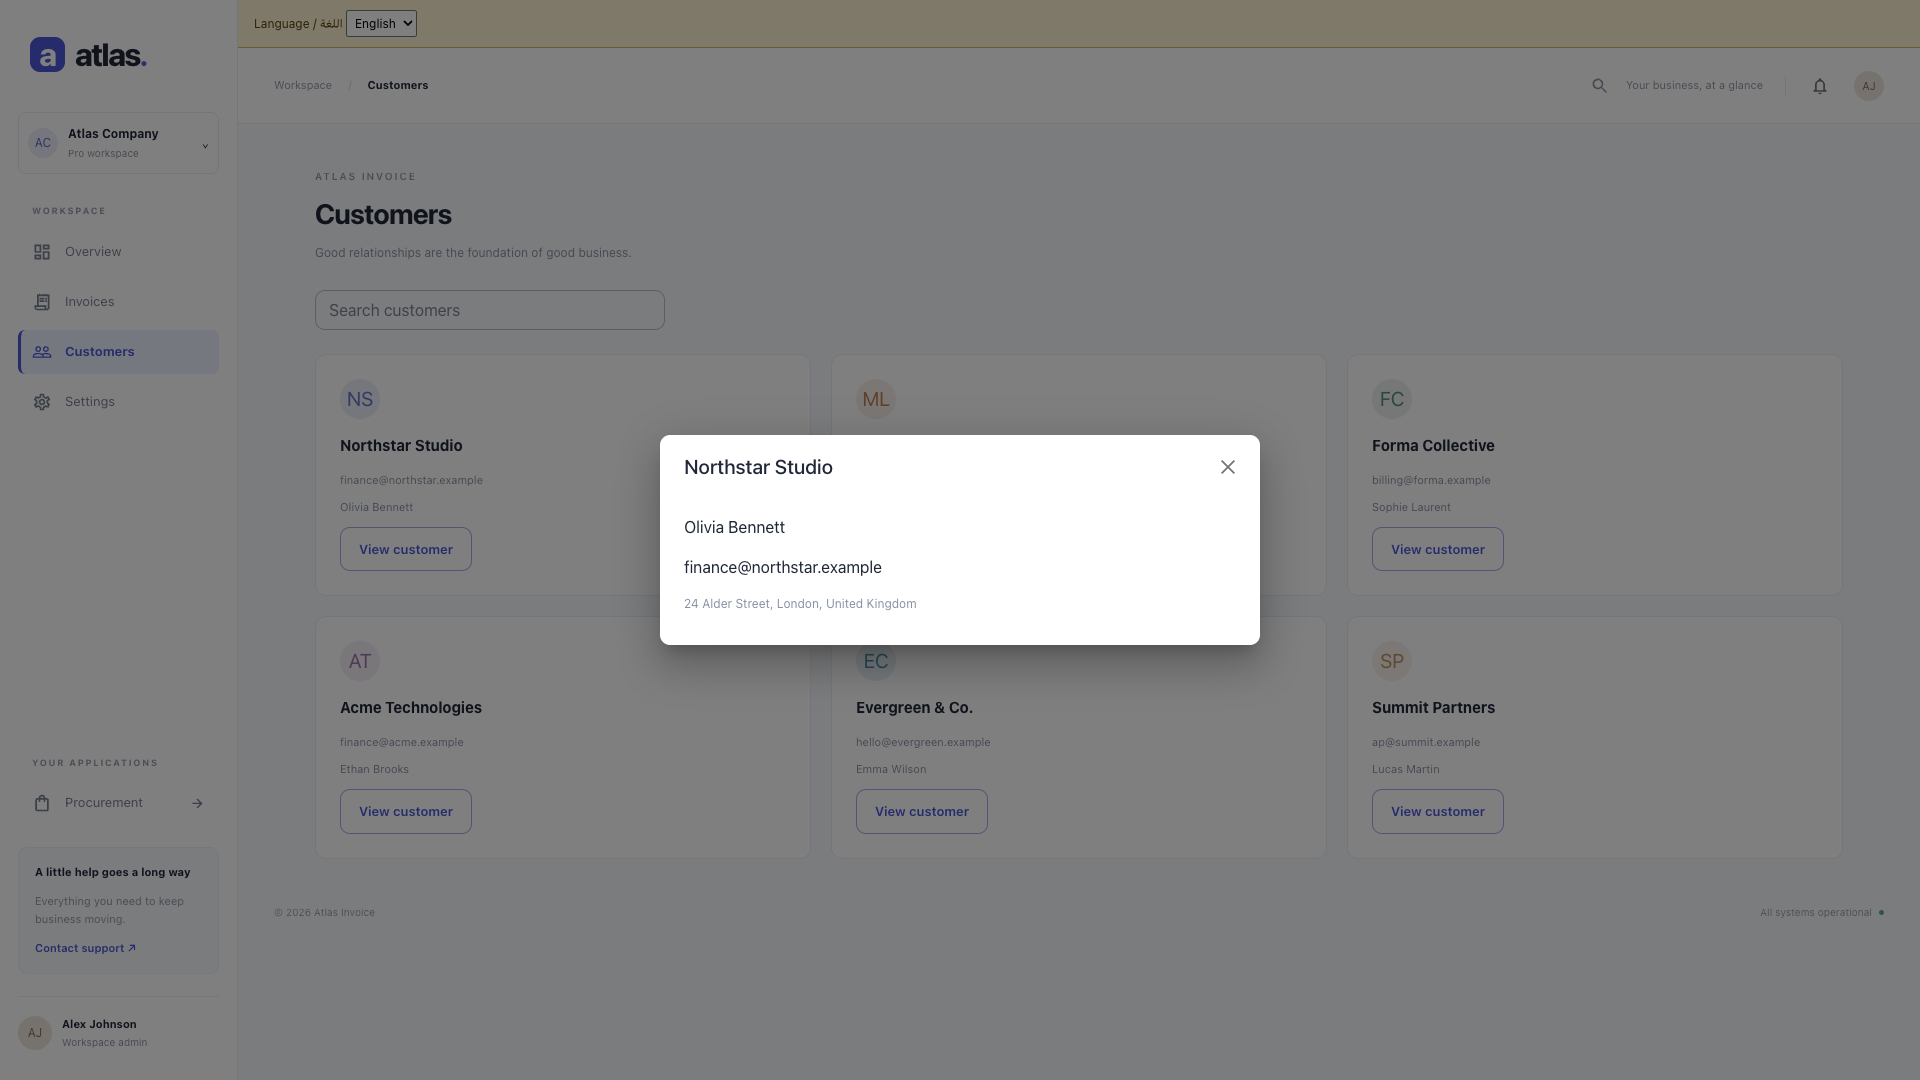 a atlas.
AC
Atlas Company
Pro workspace
WORKSPACE
Overview
Invoices
Customers
Settings
YOUR APPLICATIONS
Procurement
A little help goes a long way
Everything you need to keep
business moving.
Contact support
AJ
Alex Johnson
Workspace admin
Language / اللغة English
Workspace / Customers
Your business, at a glance
AJ
ATLAS INVOICE
Customers
Good relationships are the foundation of good business.
Search customers
NS
Northstar Studio
finance@northstar.example
Olivia Bennett
View customer
ML
FC
Forma Collective
billing@forma.example
Sophie Laurent
View customer
Northstar Studio
Olivia Bennett
finance@northstar.example
24 Alder Street, London, United Kingdom
AT
Acme Technologies
finance@acme.example
Ethan Brooks
View customer
EC
Evergreen & Co.
hello@evergreen.example
Emma Wilson
View customer
SP
Summit Partners
ap@summit.example
Lucas Martin
View customer
© 2026 Atlas Invoice
All systems operational